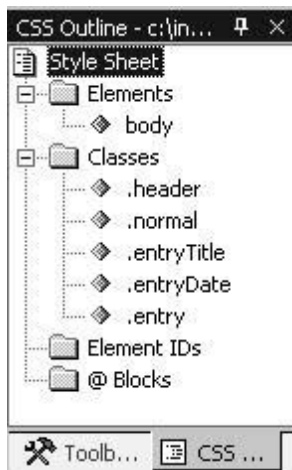 CSS Outline - c:\in...
Style Sheet
Elements
body
Classes
.header
.normal
.entryTitle
.entryDate
.entry
Element IDs
@ Blocks
Toolb... CSS ...